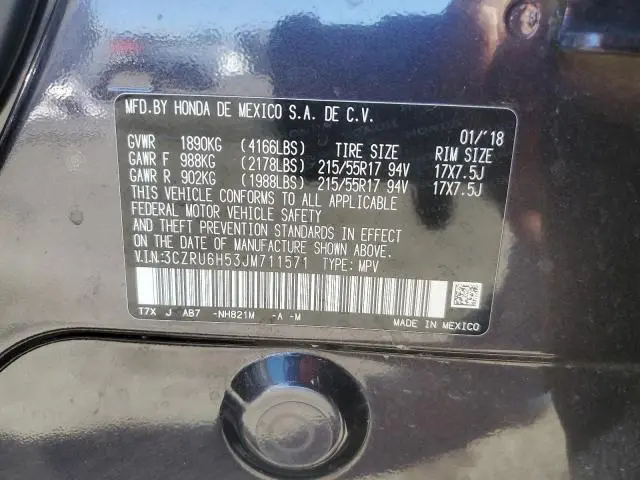 MFD.BY HONDA DE MEXICO S.A. DE C.V.
01/'18
GVWR 1890KG (4166LBS) TIRE SIZE RIM SIZE
GAWR F 988KG (2178LBS) 215/55R17 94V 17X7.5J
GAWR R 902KG (1988LBS) 215/55R17 94V 17X7.5J
THIS VEHICLE CONFORMS TO ALL APPLICABLE
FEDERAL MOTOR VEHICLE SAFETY
AND THEFT PREVENTION STANDARDS IN EFFECT
ON THE DATE OF MANUFACTURE SHOWN ABOVE.
V.I.N:3CZRU6H53JM711571 TYPE: MPV
T7X J AB7 -NH821M -A -M
MADE IN MEXICO